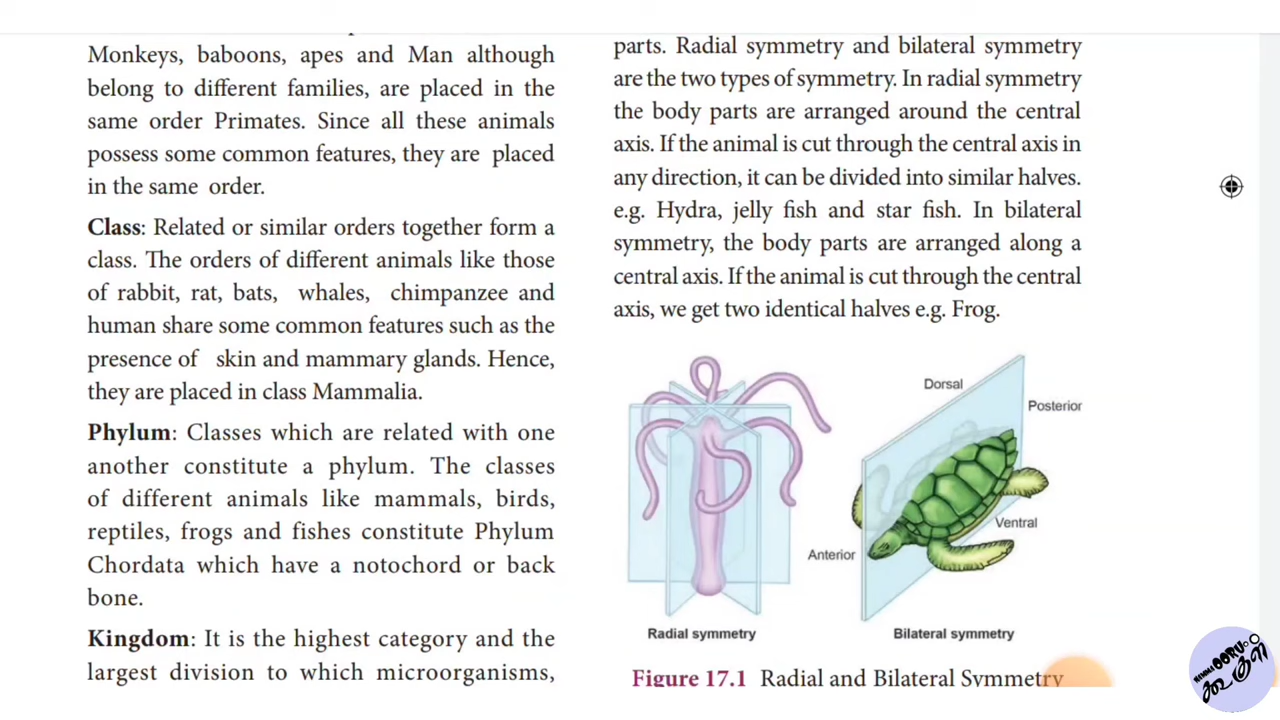 Monkeys, baboons, apes and Man although
belong to different families, are placed in the
same order Primates. Since all these animals
possess some common features, they are placed
in the same order.
Class: Related or similar orders together form a
class. The orders of different animals like those
of rabbit, rat, bats, whales, chimpanzee and
human share some common features such as the
presence of skin and mammary glands. Hence,
they are placed in class Mammalia.
Phylum: Classes which are related with one
another constitute a phylum. The classes
of different animals like mammals, birds,
reptiles, frogs and fishes constitute Phylum
Chordata which have a notochord or back
bone.
Kingdom: It is the highest category and the
largest division to which microorganisms,
parts. Radial symmetry and bilateral symmetry
are the two types of symmetry. In radial symmetry
the body parts are arranged around the central
axis. If the animal is cut through the central axis in
any direction, it can be divided into similar halves.
e.g. Hydra, jelly fish and star fish. In bilateral
symmetry, the body parts are arranged along a
central axis. If the animal is cut through the central
axis, we get two identical halves e.g. Frog.
Dorsal
Posterior
Ventral
Anterior
Radial symmetry
Bilateral symmetry
Figure 17.1 Radial and Bilateral Symmetry